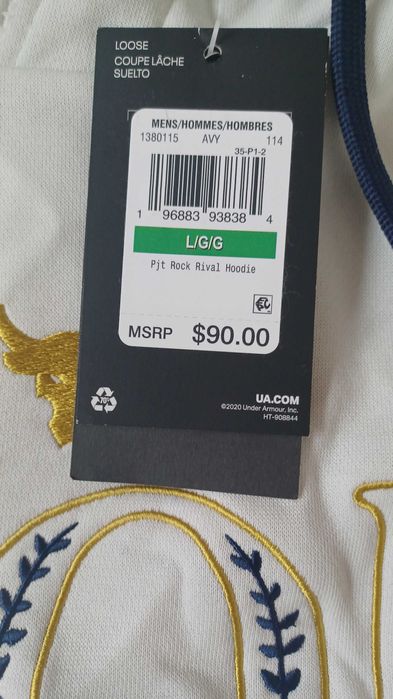 LOOSE
COUPE LÂCHE
SUELTO
MENS/HOMMES/HOMBRES
1380115 AVY 114
35-P1-2
1 96883 93838 4
L/G/G
Pjt Rock Rival Hoodie
MSRP $90.00
70%
UA.COM
©2020 Under Armour, Inc.
HT-908844